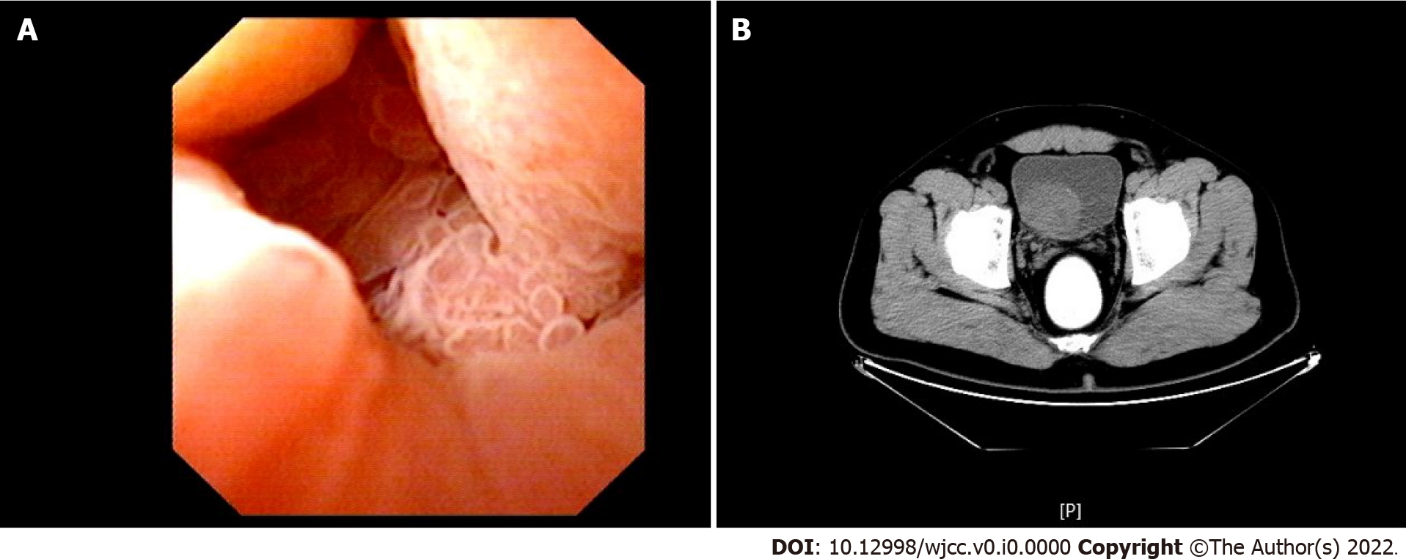 A
B
[P]
DOI: 10.12998/wjcc.v0.i0.0000 Copyright ©The Author(s) 2022.